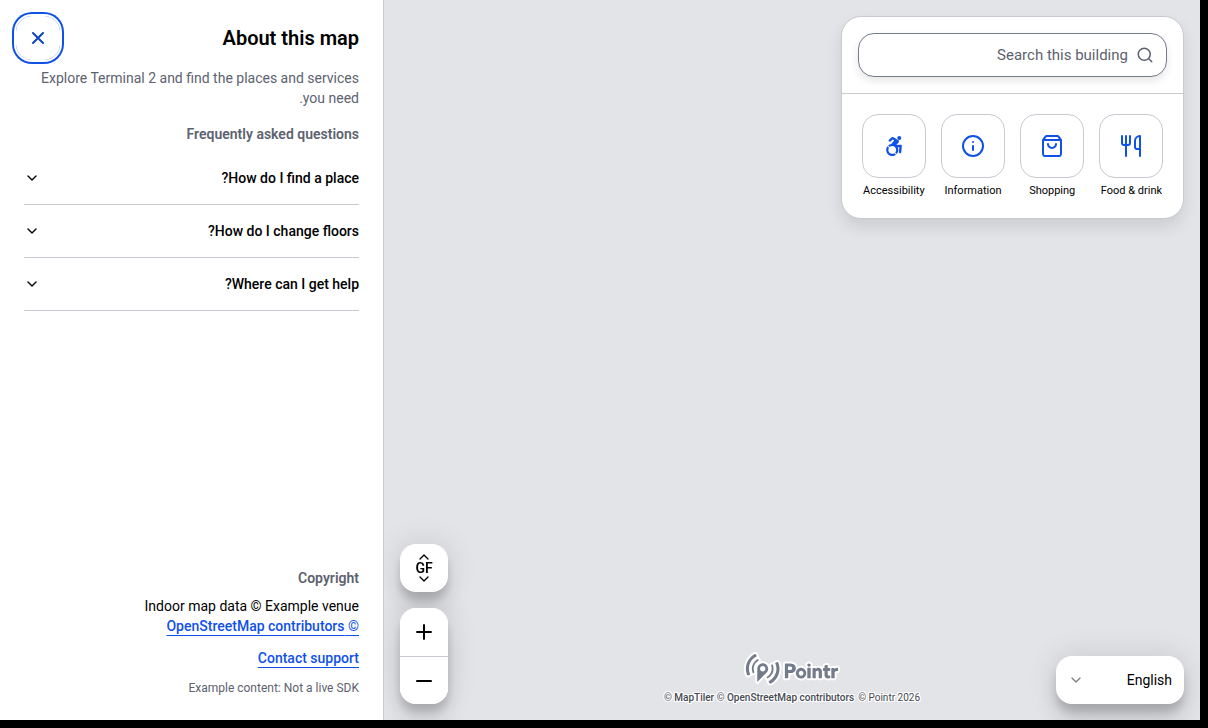 About this map
Explore Terminal 2 and find the places and services
.you need
Frequently asked questions
?How do I find a place
?How do I change floors
?Where can I get help
Copyright
Indoor map data © Example venue
OpenStreetMap contributors ©
Contact support
Example content: Not a live SDK
Search this building
Accessibility
Information
Shopping
Food & drink
GF
Pointr
© MapTiler © OpenStreetMap contributors © Pointr 2026
English